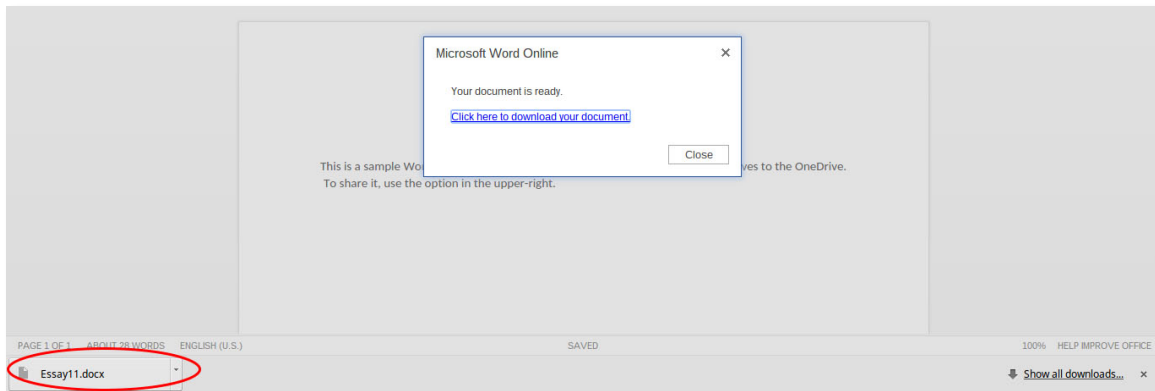 Microsoft Word Online
Your document is ready.
Click here to download your document.
Close
This is a sample Wo ves to the OneDrive.
To share it, use the option in the upper-right.
PAGE 1 OF 1 ABOUT 28 WORDS ENGLISH (U.S.) SAVED 100% HELP IMPROVE OFFICE
Essay11.docx Show all downloads...